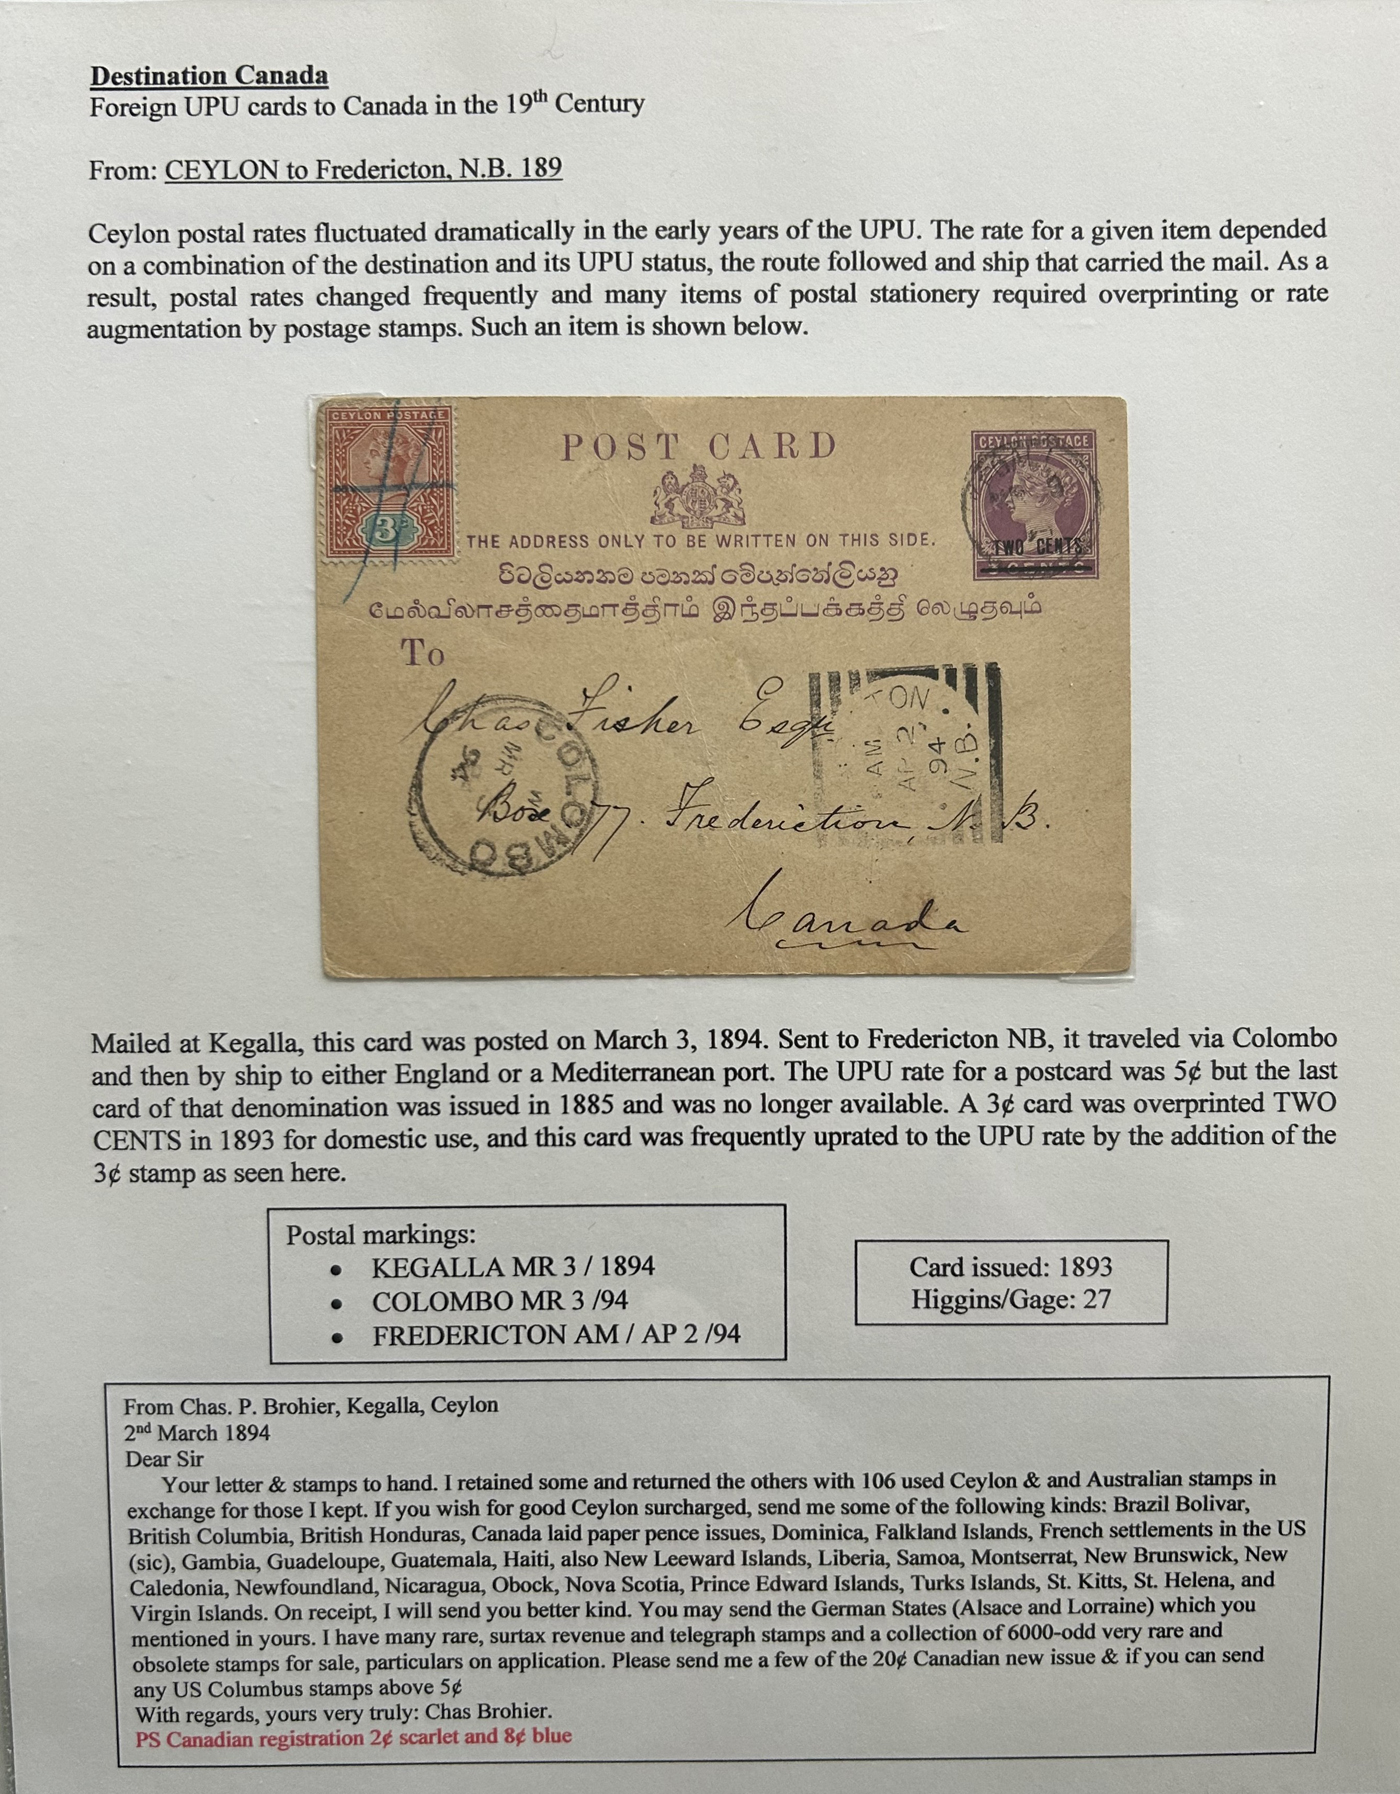 Destination Canada
Foreign UPU cards to Canada in the 19th Century
From: CEYLON to Fredericton, N.B. 189
Ceylon postal rates fluctuated dramatically in the early years of the UPU. The rate for a given item depended
on a combination of the destination and its UPU status, the route followed and ship that carried the mail. As a
result, postal rates changed frequently and many items of postal stationery required overprinting or rate
augmentation by postage stamps. Such an item is shown below.
CEYLON POSTAGE
3
POST CARD
CEYLON POSTAGE
TWO CENTS
THE ADDRESS ONLY TO BE WRITTEN ON THIS SIDE.
மேல்விலாசத்தைமாத்திரம் இந்தப்பக்கத்தி லெழுதவும்
To
Chas Fisher Esqr
TON
AM
AP 2
94
N.B.
COLOMBO
MR
94
Box 77. Fredericton, N.B.
Canada
Mailed at Kegalla, this card was posted on March 3, 1894. Sent to Fredericton NB, it traveled via Colombo
and then by ship to either England or a Mediterranean port. The UPU rate for a postcard was 5¢ but the last
card of that denomination was issued in 1885 and was no longer available. A 3¢ card was overprinted TWO
CENTS in 1893 for domestic use, and this card was frequently uprated to the UPU rate by the addition of the
3¢ stamp as seen here.
Postal markings:
• KEGALLA MR 3 / 1894
• COLOMBO MR 3 /94
• FREDERICTON AM / AP 2 /94
Card issued: 1893
Higgins/Gage: 27
From Chas. P. Brohier, Kegalla, Ceylon
2nd March 1894
Dear Sir
Your letter & stamps to hand. I retained some and returned the others with 106 used Ceylon & and Australian stamps in
exchange for those I kept. If you wish for good Ceylon surcharged, send me some of the following kinds: Brazil Bolivar,
British Columbia, British Honduras, Canada laid paper pence issues, Dominica, Falkland Islands, French settlements in the US
(sic), Gambia, Guadeloupe, Guatemala, Haiti, also New Leeward Islands, Liberia, Samoa, Montserrat, New Brunswick, New
Caledonia, Newfoundland, Nicaragua, Obock, Nova Scotia, Prince Edward Islands, Turks Islands, St. Kitts, St. Helena, and
Virgin Islands. On receipt, I will send you better kind. You may send the German States (Alsace and Lorraine) which you
mentioned in yours. I have many rare, surtax revenue and telegraph stamps and a collection of 6000-odd very rare and
obsolete stamps for sale, particulars on application. Please send me a few of the 20¢ Canadian new issue & if you can send
any US Columbus stamps above 5¢
With regards, yours very truly: Chas Brohier.
PS Canadian registration 2¢ scarlet and 8¢ blue